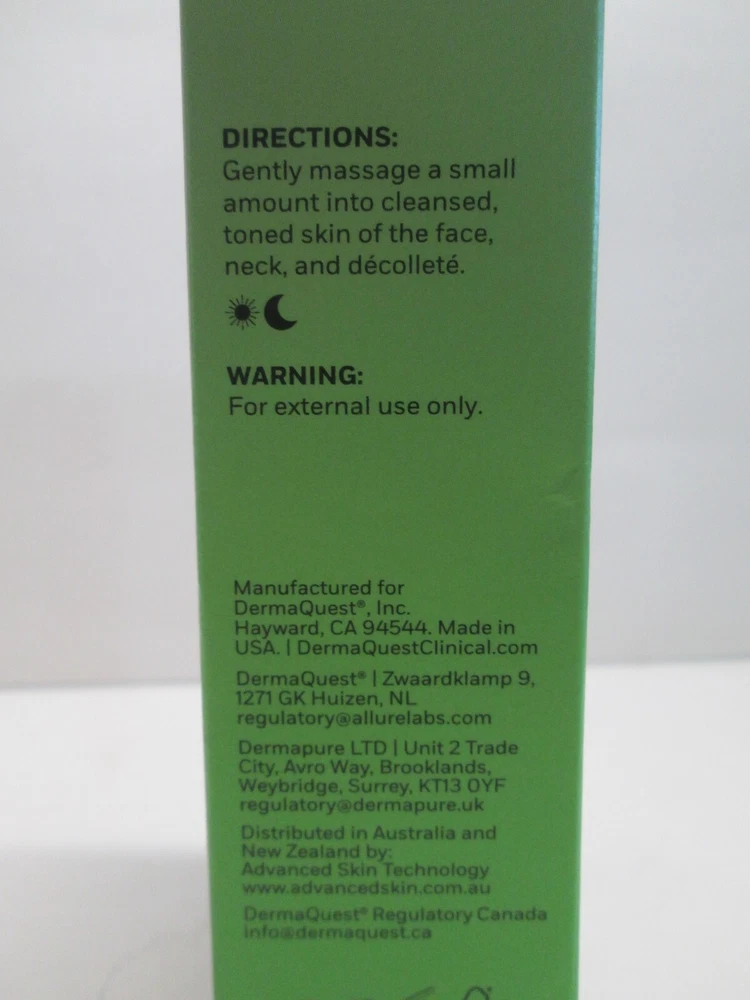 DIRECTIONS:
Gently massage a small
amount into cleansed,
toned skin of the face,
neck, and décolleté.
WARNING:
For external use only.
Manufactured for
DermaQuest®, Inc.
Hayward, CA 94544. Made in
USA. | DermaQuestClinical.com
DermaQuest® | Zwaardklamp 9,
1271 GK Huizen, NL
regulatory@allurelabs.com
Dermapure LTD | Unit 2 Trade
City, Avro Way, Brooklands,
Weybridge, Surrey, KT13 0YF
regulatory@dermapure.uk
Distributed in Australia and
New Zealand by:
Advanced Skin Technology
www.advancedskin.com.au
DermaQuest® Regulatory Canada
info@dermaquest.ca